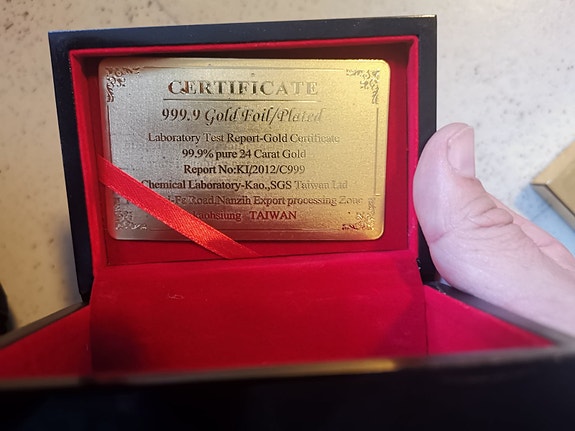 CERTIFICATE
999.9 Gold Foil/Plated
Laboratory Test Report-Gold Certificate
99.9% pure 24 Carat Gold
Report No:KI/2012/C999
Chemical Laboratory-Kao.,SGS Taiwan Ltd
Road,Nanzih Export processing Zone
TAIWAN